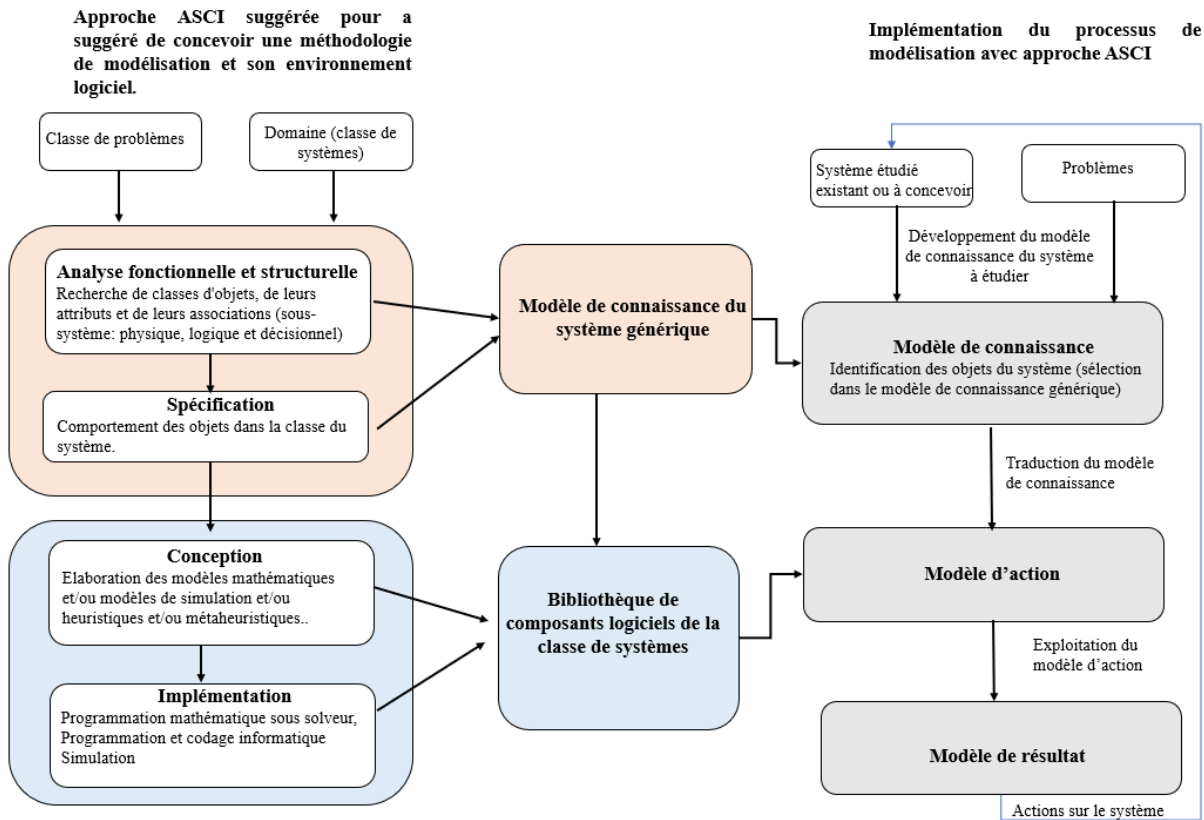 Approche ASCI suggérée pour a
suggéré de concevoir une méthodologie
de modélisation et son environnement
logiciel.
Implémentation du processus de
modélisation avec approche ASCI
Classe de problèmes
Domaine (classe de
systèmes)
Système étudié
existant ou à concevoir
Problèmes
Développement du modèle
de connaissance du système
à étudier
Analyse fonctionnelle et structurelle
Recherche de classes d'objets, de leurs
attributs et de leurs associations (sous-
système: physique, logique et décisionnel)
Spécification
Comportement des objets dans la classe du
système.
Modèle de connaissance du
système générique
Modèle de connaissance
Identification des objets du système (sélection
dans le modèle de connaissance générique)
Traduction du modèle
de connaissance
Conception
Elaboration des modèles mathématiques
et/ou modèles de simulation et/ou
heuristiques et/ou métaheuristiques..
Implémentation
Programmation mathématique sous solveur,
Programmation et codage informatique
Simulation
Bibliothèque de
composants logiciels de la
classe de systèmes
Modèle d’action
Exploitation du
modèle d’action
Modèle de résultat
Actions sur le système